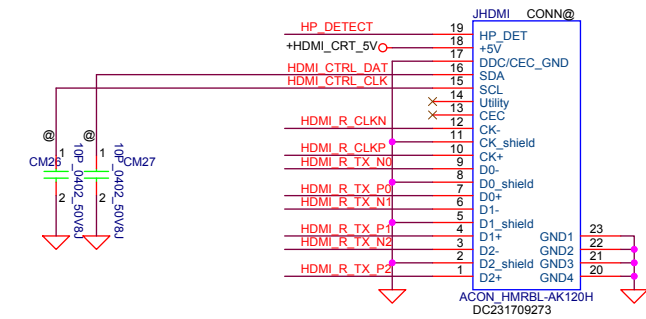 JHDMI CONN@
HP_DETECT 19 HP_DET
+HDMI_CRT_5V 18 +5V
17 DDC/CEC_GND
HDMI_CTRL_DAT 16 SDA
HDMI_CTRL_CLK 15 SCL
14 Utility
13 CEC
HDMI_R_CLKN 12 CK-
11 CK_shield
HDMI_R_CLKP 10 CK+
HDMI_R_TX_N0 9 D0-
8 D0_shield
HDMI_R_TX_P0 7 D0+
HDMI_R_TX_N1 6 D1-
5 D1_shield
HDMI_R_TX_P1 4 D1+ GND1 23
HDMI_R_TX_N2 3 D2- GND2 22
2 D2_shield GND3 21
HDMI_R_TX_P2 1 D2+ GND4 20
ACON_HMRBL-AK120H
DC231709273
@ @
1 1
CM26 CM27
2 2
10P_0402_50V8J
10P_0402_50V8J